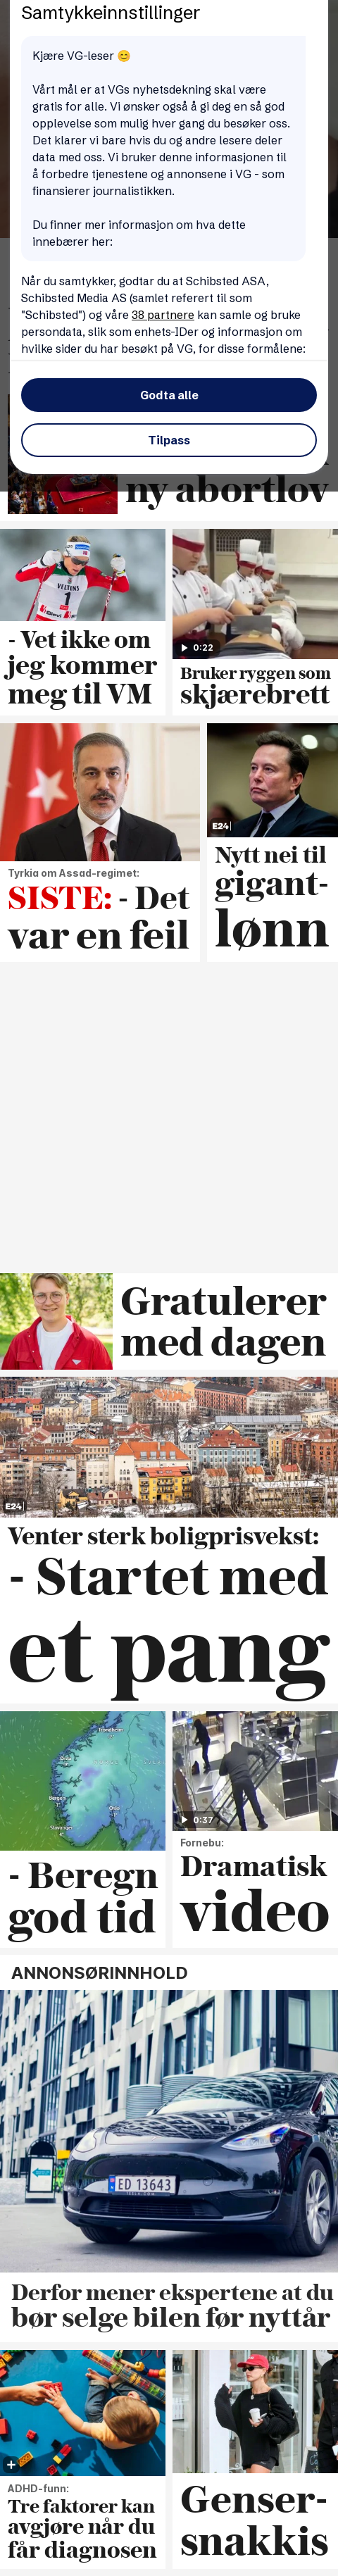 Samtykkeinnstillinger
Kjære VG-leser 😊
Vårt mål er at VGs nyhetsdekning skal være
gratis for alle. Vi ønsker også å gi deg en så god
opplevelse som mulig hver gang du besøker oss.
Det klarer vi bare hvis du og andre lesere deler
data med oss. Vi bruker denne informasjonen til
å forbedre tjenestene og annonsene i VG - som
finansierer journalistikken.
Du finner mer informasjon om hva dette
innebærer her:
Når du samtykker, godtar du at Schibsted ASA,
Schibsted Media AS (samlet referert til som
"Schibsted") og våre 38 partnere kan samle og bruke
persondata, slik som enhets-IDer og informasjon om
hvilke sider du har besøkt på VG, for disse formålene:
Godta alle
Tilpass
ny abortlov
VELTINS
1
- Vet ikke om
jeg kommer
meg til VM
0:22
Bruker ryggen som
skjærebrett
Tyrkia om Assad-regimet:
SISTE: - Det
var en feil
E24
Nytt nei til
gigant-
lønn
Gratulerer
med dagen
E24
Venter sterk boligprisvekst:
- Startet med
et pang
Trondheim
Bergen
Oslo
Stavanger
- Beregn
god tid
0:37
Fornebu:
Dramatisk
video
ANNONSØRINNHOLD
ED 13643
Derfor mener ekspertene at du
bør selge bilen før nyttår
ADHD-funn:
Tre faktorer kan
avgjøre når du
får diagnosen
Genser-
snakkis